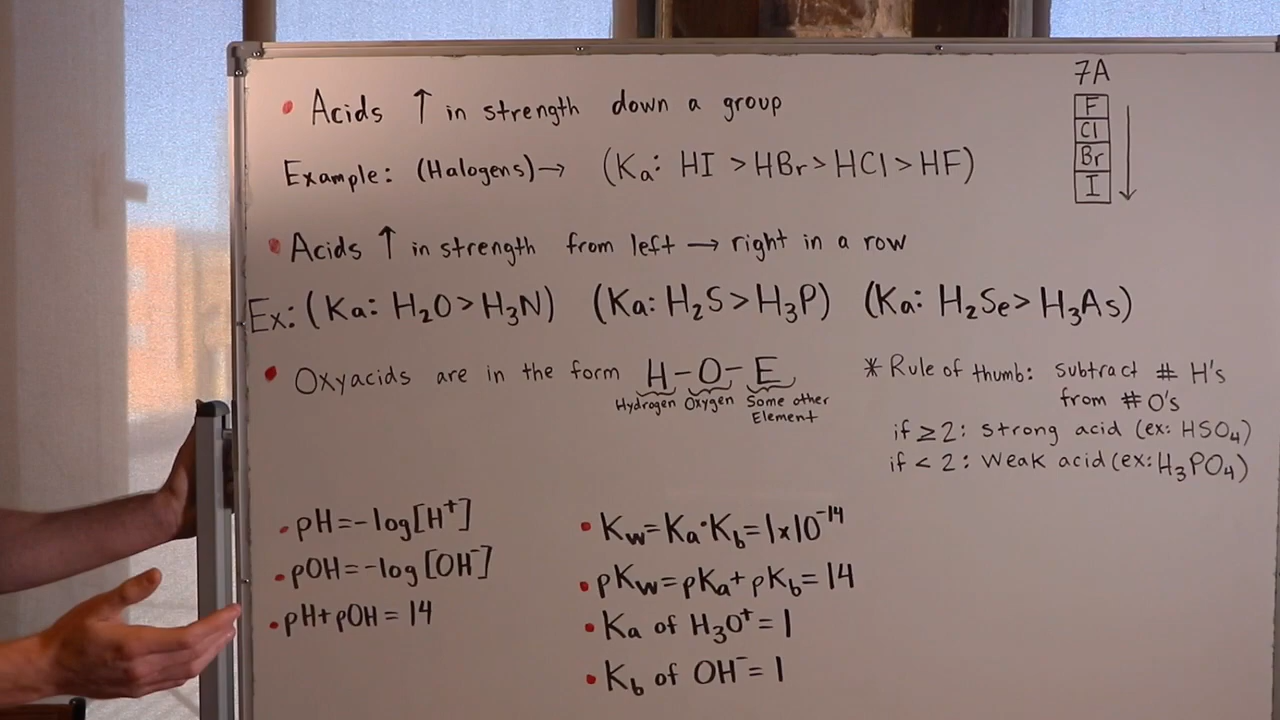 • Acids ↑ in strength down a group
7A
F
Cl
Br
I
Example: (Halogens) → (Ka: HI > HBr > HCl > HF)
• Acids ↑ in strength from left → right in a row
Ex: (Ka: H₂O > H₃N) (Ka: H₂S > H₃P) (Ka: H₂Se > H₃As)
• Oxyacids are in the form H-O-E
Hydrogen Oxygen Some other
Element
* Rule of thumb: Subtract # H's
from # O's
if ≥ 2: Strong acid (ex: HSO₄)
if < 2: Weak acid (ex: H₃PO₄)
• pH = -log[H⁺]
• pOH = -log[OH⁻]
• pH + pOH = 14
• Kw = Ka · Kb = 1x10⁻¹⁴
• pKw = pKa + pKb = 14
• Ka of H₃O⁺ = 1
• Kb of OH⁻ = 1